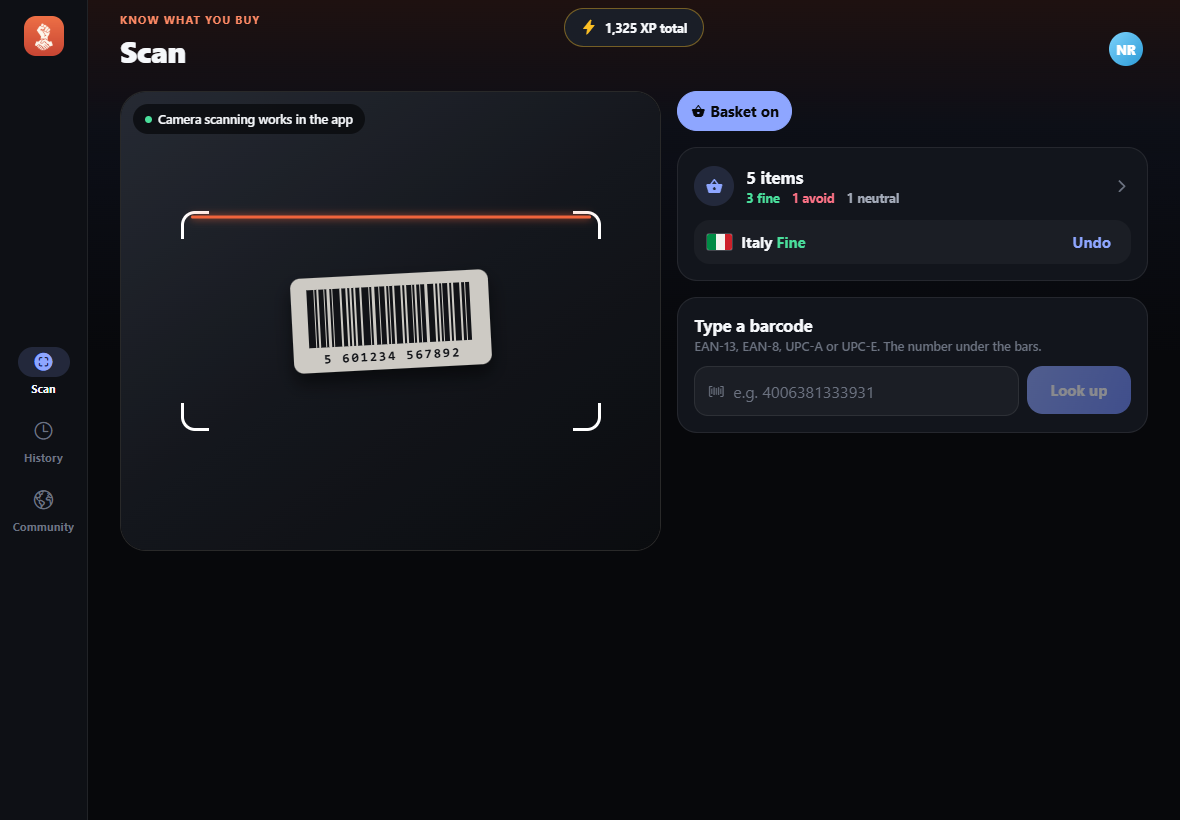 KNOW WHAT YOU BUY
Scan
1,325 XP total
NR
Camera scanning works in the app
5 601234 567892
Basket on
5 items
3 fine 1 avoid 1 neutral
Italy Fine
Undo
Type a barcode
EAN-13, EAN-8, UPC-A or UPC-E. The number under the bars.
e.g. 4006381333931
Look up
Scan
History
Community